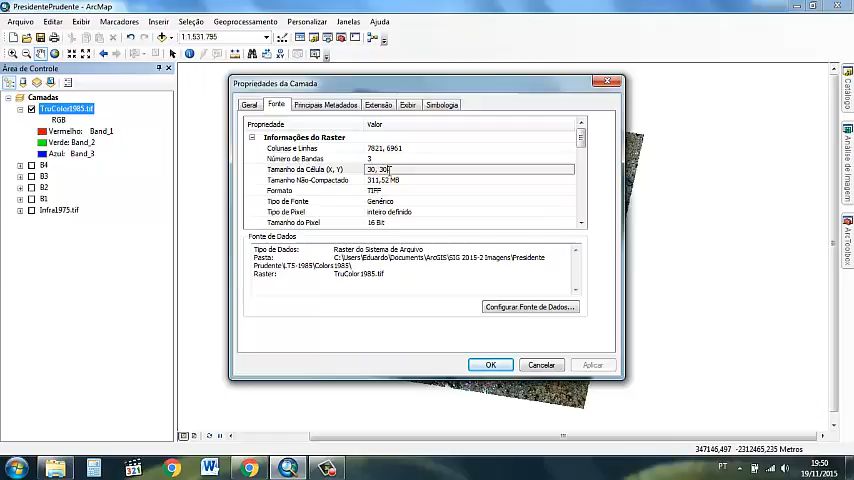 PresidentePrudente - ArcMap
Arquivo Editar Exibir Marcadores Inserir Seleção Geoprocessamento Personalizar Janelas Ajuda
1:1.531.795
Área de Controle
Camadas
TruColor1985.tif
RGB
Vermelho: Band_1
Verde: Band_2
Azul: Band_3
B4
B3
B2
B1
Infra1975.tif
Propriedades da Camada
Geral Fonte Principais Metadados Extensão Exibir Simbologia
Propriedade Valor
Informações do Raster
Colunas e Linhas 7821, 6961
Número de Bandas 3
Tamanho da Célula (X, Y) 30, 30
Tamanho Não-Compactado 311,52 MB
Formato TIFF
Tipo de Fonte Genérico
Tipo de Pixel inteiro definido
Tamanho do Pixel 16 Bit
Fonte de Dados
Tipo de Dados: Raster do Sistema de Arquivo
Pasta: C:\Users\Eduardo\Documents\ArcGIS\SIG 2015-2 Imagens\Presidente
Prudente\.T5-1985\Colors1985\
Raster: TruColor1985.tif
Configurar Fonte de Dados...
OK Cancelar Aplicar
Catálogo
ArcToolbox
347146,497 -2312465,235 Metros
321
PT
19:50
19/11/2015